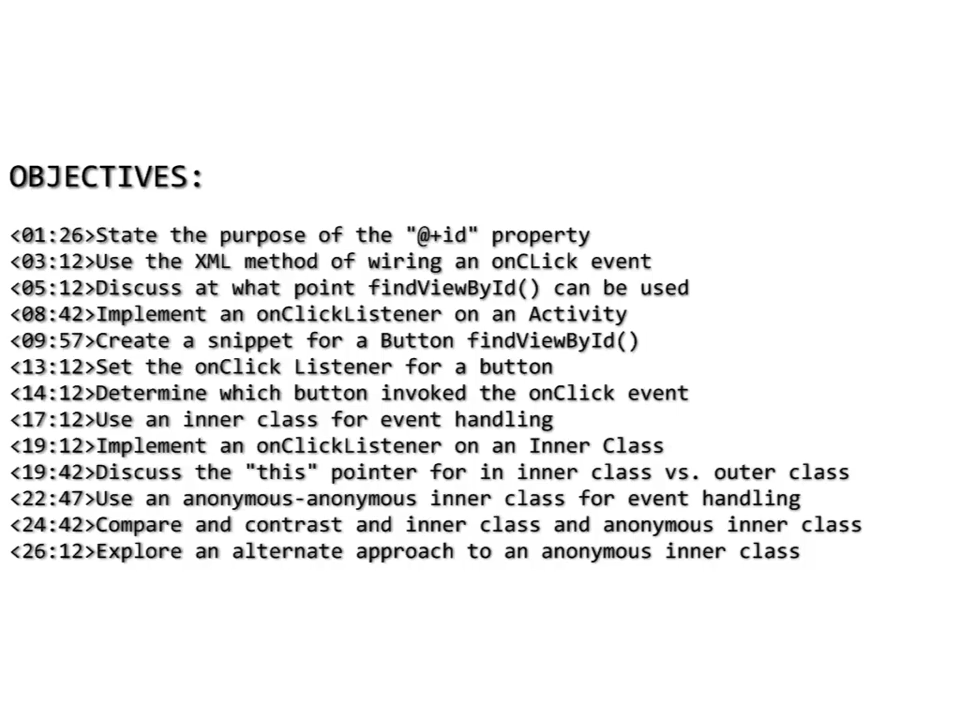 OBJECTIVES:
<01:26>State the purpose of the "@+id" property
<03:12>Use the XML method of wiring an onCLick event
<05:12>Discuss at what point findViewById() can be used
<08:42>Implement an onClickListener on an Activity
<09:57>Create a snippet for a Button findViewById()
<13:12>Set the onClick Listener for a button
<14:12>Determine which button invoked the onClick event
<17:12>Use an inner class for event handling
<19:12>Implement an onClickListener on an Inner Class
<19:42>Discuss the "this" pointer for in inner class vs. outer class
<22:47>Use an anonymous-anonymous inner class for event handling
<24:42>Compare and contrast and inner class and anonymous inner class
<26:12>Explore an alternate approach to an anonymous inner class